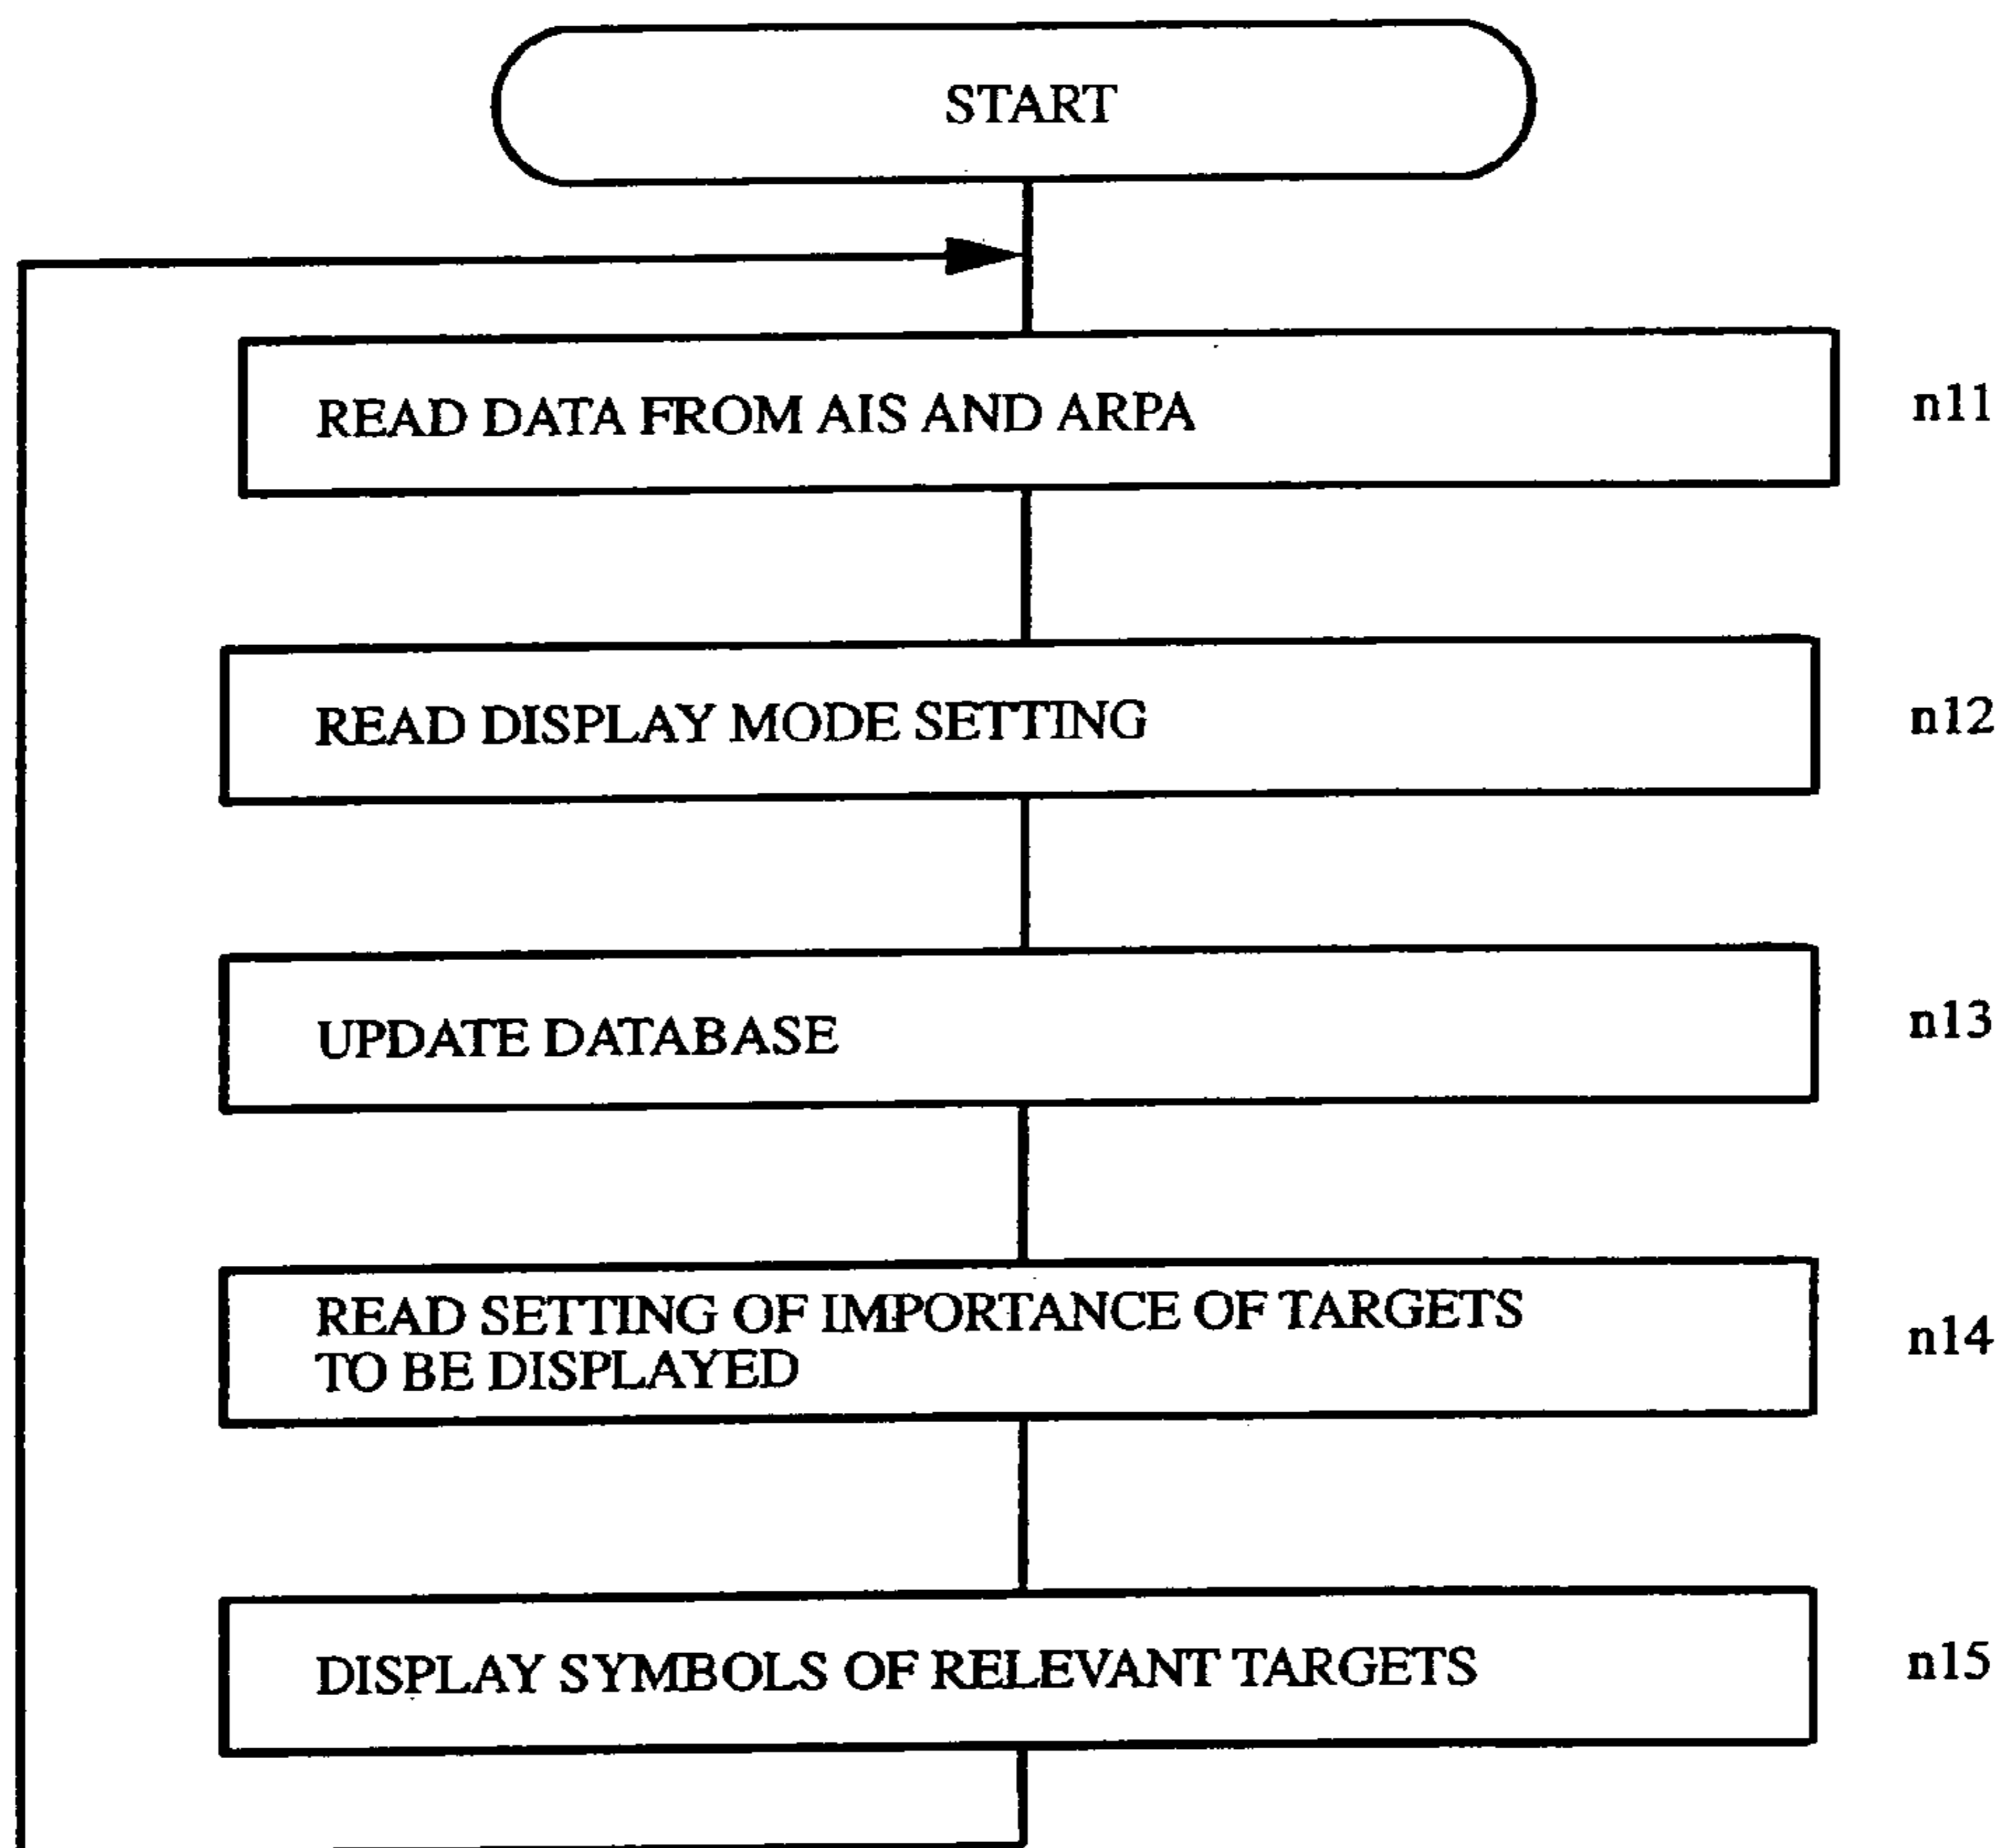 START
READ DATA FROM AIS AND ARPA
n11
READ DISPLAY MODE SETTING
n12
UPDATE DATABASE
n13
READ SETTING OF IMPORTANCE OF TARGETS
TO BE DISPLAYED
n14
DISPLAY SYMBOLS OF RELEVANT TARGETS
n15